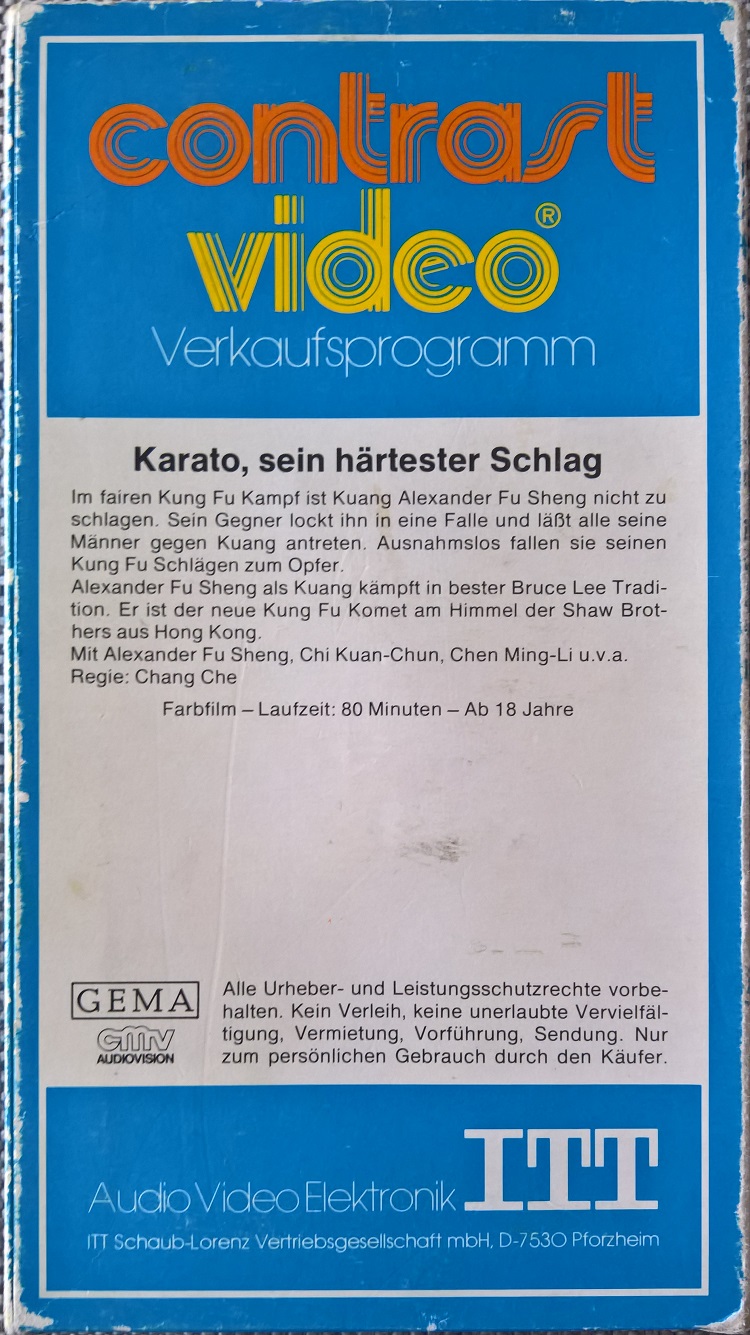 contrast
video®
Verkaufsprogramm
Karato, sein härtester Schlag
Im fairen Kung Fu Kampf ist Kuang Alexander Fu Sheng nicht zu
schlagen. Sein Gegner lockt ihn in eine Falle und läßt alle seine
Männer gegen Kuang antreten. Ausnahmslos fallen sie seinen
Kung Fu Schlägen zum Opfer.
Alexander Fu Sheng als Kuang kämpft in bester Bruce Lee Tradi-
tion. Er ist der neue Kung Fu Komet am Himmel der Shaw Brot-
hers aus Hong Kong.
Mit Alexander Fu Sheng, Chi Kuan-Chun, Chen Ming-Li u.v.a.
Regie: Chang Che
Farbfilm – Laufzeit: 80 Minuten – Ab 18 Jahre
GEMA
cmv
AUDIOVISION
Alle Urheber- und Leistungsschutzrechte vorbe-
halten. Kein Verleih, keine unerlaubte Vervielfäl-
tigung, Vermietung, Vorführung, Sendung. Nur
zum persönlichen Gebrauch durch den Käufer.
Audio Video Elektronik ITT
ITT Schaub-Lorenz Vertriebsgesellschaft mbH, D-7530 Pforzheim